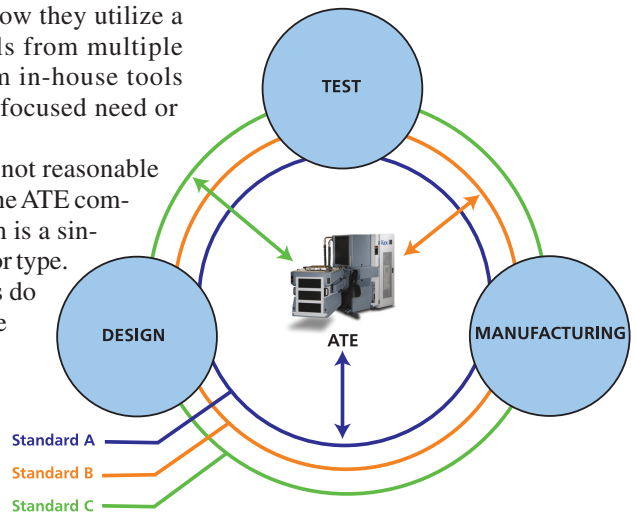 ow they utilize a
ls from multiple
n in-house tools
focused need or
not reasonable
he ATE com-
n is a sin-
or type.
s do
e
TEST
DESIGN
MANUFACTURING
ATE
Standard A
Standard B
Standard C